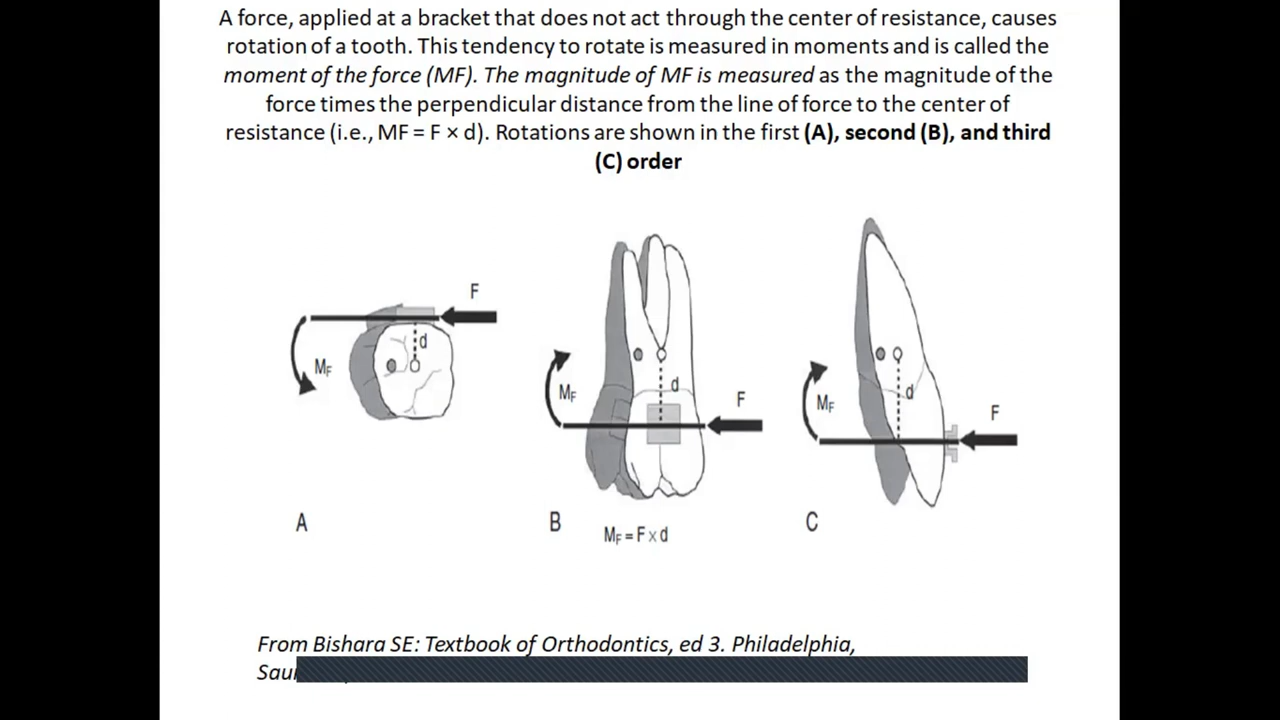 A force, applied at a bracket that does not act through the center of resistance, causes
rotation of a tooth. This tendency to rotate is measured in moments and is called the
moment of the force (MF). The magnitude of MF is measured as the magnitude of the
force times the perpendicular distance from the line of force to the center of
resistance (i.e., MF = F × d). Rotations are shown in the first (A), second (B), and third
(C) order
F
d
MF
A
MF
d
F
B
MF = F x d
MF
d
F
C
From Bishara SE: Textbook of Orthodontics, ed 3. Philadelphia,